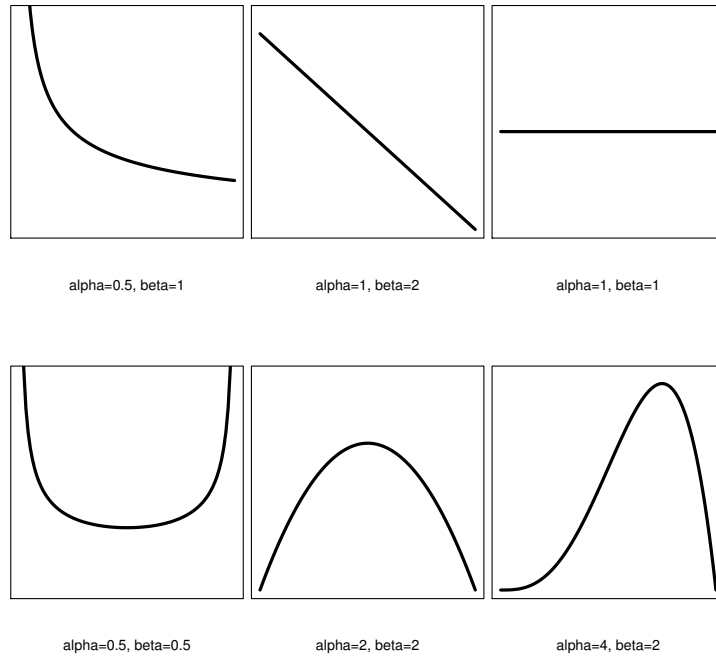 alpha=0.5, beta=1
alpha=1, beta=2
alpha=1, beta=1
alpha=0.5, beta=0.5
alpha=2, beta=2
alpha=4, beta=2